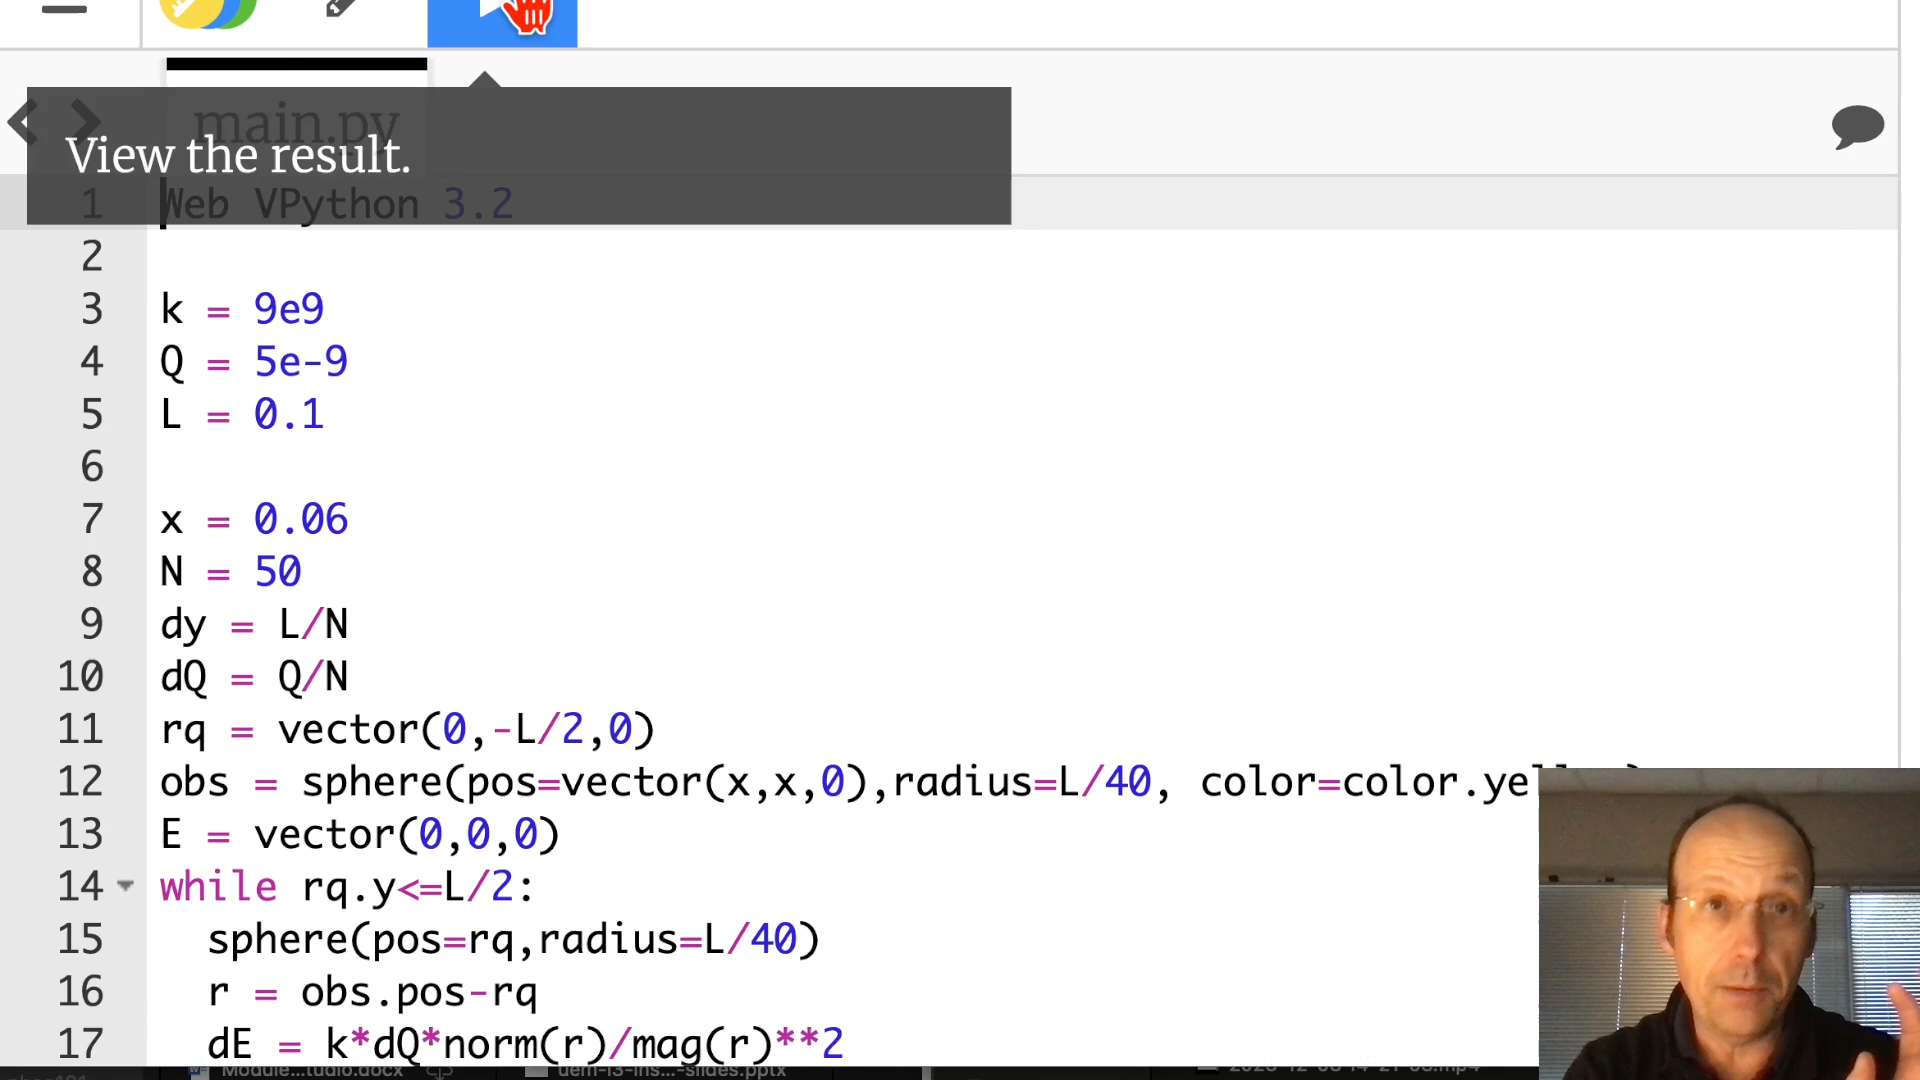 main.py
View the result.
1 Web VPython 3.2
2
3 k = 9e9
4 Q = 5e-9
5 L = 0.1
6
7 x = 0.06
8 N = 50
9 dy = L/N
10 dQ = Q/N
11 rq = vector(0,-L/2,0)
12 obs = sphere(pos=vector(x,x,0),radius=L/40, color=color.ye
13 E = vector(0,0,0)
14 while rq.y<=L/2:
15 sphere(pos=rq,radius=L/40)
16 r = obs.pos-rq
17 dE = k*dQ*norm(r)/mag(r)**2